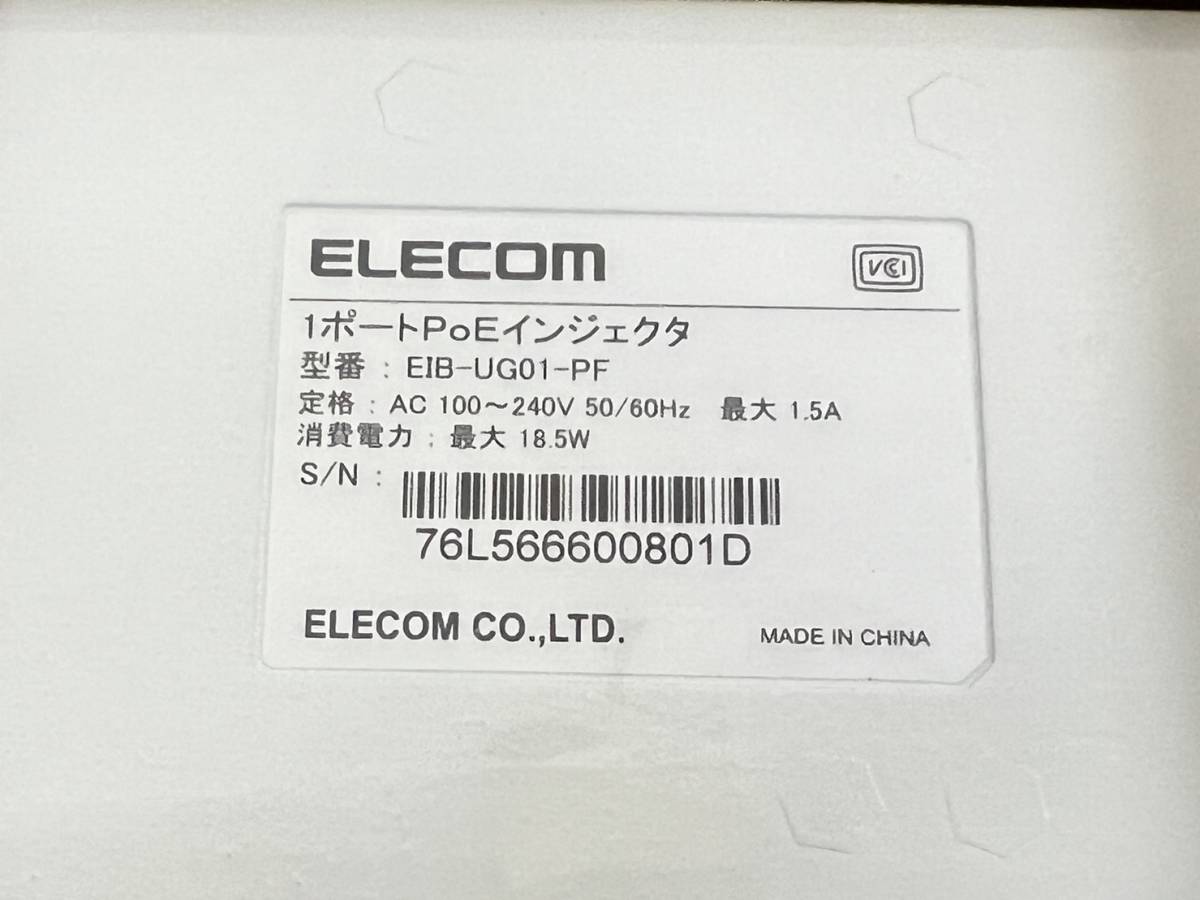 ELECOM
VCCI
1ポートPoEインジェクタ
型番 : EIB-UG01-PF
定格 : AC 100～240V 50/60Hz 最大 1.5A
消費電力 : 最大 18.5W
S/N :
76L566600801D
ELECOM CO.,LTD.
MADE IN CHINA